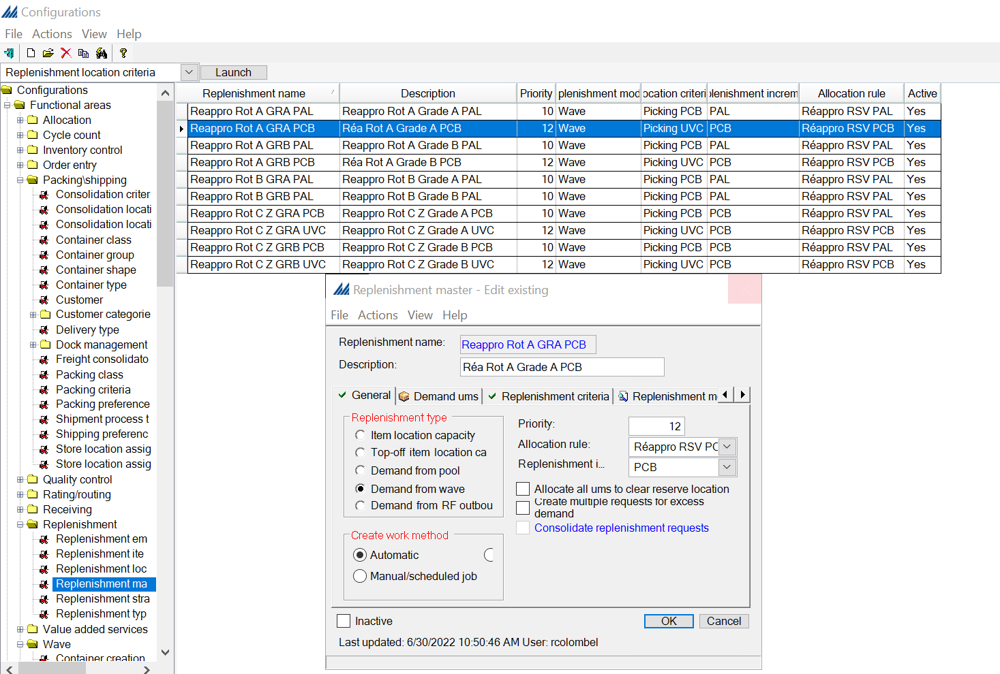 Configurations
File Actions View Help
Replenishment location criteria Launch
Configurations
Functional areas
Allocation
Cycle count
Inventory control
Order entry
Packing\shipping
Consolidation criter
Consolidation locati
Consolidation locati
Container class
Container group
Container shape
Container type
Customer
Customer categorie
Delivery type
Dock management
Freight consolidato
Packing class
Packing criteria
Packing preference
Shipment process t
Shipping preferenc
Store location assig
Store location assig
Quality control
Rating/routing
Receiving
Replenishment
Replenishment em
Replenishment ite
Replenishment loc
Replenishment ma
Replenishment stra
Replenishment typ
Value added services
Wave
Container creation
Replenishment name Description Priority plenishment mod ocation criteri lenishment increm Allocation rule Active
Reappro Rot A GRA PAL Reappro Rot A Grade A PAL 10 Wave Picking PCB PAL Réappro RSV PAL Yes
Reappro Rot A GRA PCB Réa Rot A Grade A PCB 12 Wave Picking UVC PCB Réappro RSV PCB Yes
Reappro Rot A GRB PAL Reappro Rot A Grade B PAL 10 Wave Picking PCB PAL Réappro RSV PAL Yes
Reappro Rot A GRB PCB Réa Rot A Grade B PCB 12 Wave Picking UVC PCB Réappro RSV PCB Yes
Reappro Rot B GRA PAL Reappro Rot B Grade A PAL 10 Wave Picking PCB PAL Réappro RSV PAL Yes
Reappro Rot B GRB PAL Reappro Rot B Grade B PAL 10 Wave Picking PCB PAL Réappro RSV PAL Yes
Reappro Rot C Z GRA PCB Reappro Rot C Z Grade A PCB 10 Wave Picking PCB PCB Réappro RSV PAL Yes
Reappro Rot C Z GRA UVC Reappro Rot C Z Grade A UVC 12 Wave Picking UVC PCB Réappro RSV PCB Yes
Reappro Rot C Z GRB PCB Reappro Rot C Z Grade B PCB 10 Wave Picking PCB PCB Réappro RSV PAL Yes
Reappro Rot C Z GRB UVC Reappro Rot C Z Grade B UVC 12 Wave Picking UVC PCB Réappro RSV PCB Yes
Replenishment master - Edit existing
File Actions View Help
Replenishment name: Reappro Rot A GRA PCB
Description: Réa Rot A Grade A PCB
General Demand ums Replenishment criteria Replenishment m
Replenishment type
Item location capacity
Top-off item location ca
Demand from pool
Demand from wave
Demand from RF outbou
Create work method
Automatic
Manual/scheduled job
Priority: 12
Allocation rule: Réappro RSV PC
Replenishment i... PCB
Allocate all ums to clear reserve location
Create multiple requests for excess
demand
Consolidate replenishment requests
Inactive OK Cancel
Last updated: 6/30/2022 10:50:46 AM User: rcolombel